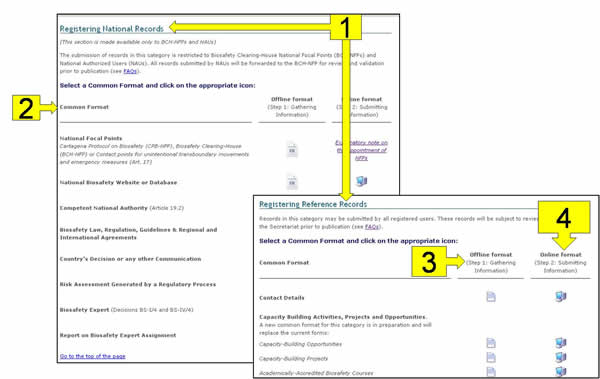 1
Registering National Records
(This section is made available only to BCH-NFPs and NAUs)
The submission of records in this category is restricted to Biosafety Clearing-House National Focal Points (BCH-NFPs) and
National Authorized Users (NAUs). All records submitted by NAUs will be forwarded to the BCH-NFP for review and validation
prior to publication (see FAQs).
Select a Common Format and click on the appropriate icon:
2
Common Format
Offline format
(Step 1: Gathering
Information)
Online format
(Step 2: Submitting
Information)
National Focal Points
Cartagena Protocol on Biosafety (CPB-NFP), Biosafety Clearing-House
(BCH-NFP) or Contact points for unintentional transboundary movements
and emergency measures (Art. 17)
Explanatory note on
the appointment of
NFPs
National Biosafety Website or Database
Competent National Authority (Article 19.2)
Biosafety Law, Regulation, Guidelines & Regional and
International Agreements
Country's Decision or any other Communication
Risk Assessment Generated by a Regulatory Process
Biosafety Expert (Decisions BS-I/4 and BS-IV/4)
Report on Biosafety Expert Assignment
Go to the top of the page
Registering Reference Records
Records in this category may be submitted by all registered users. These records will be subject to
the Secretariat prior to publication (see FAQs).
Select a Common Format and click on the appropriate icon:
4
3
Common Format
Offline format
(Step 1: Gathering
Information)
Online format
(Step 2: Submitting
Information)
Contact Details
Capacity Building Activities, Projects and Opportunities.
A new common format for this category is in preparation and will
replace the current forms:
Capacity-Building Opportunities
Capacity-Building Projects
Academically-Accredited Biosafety Courses